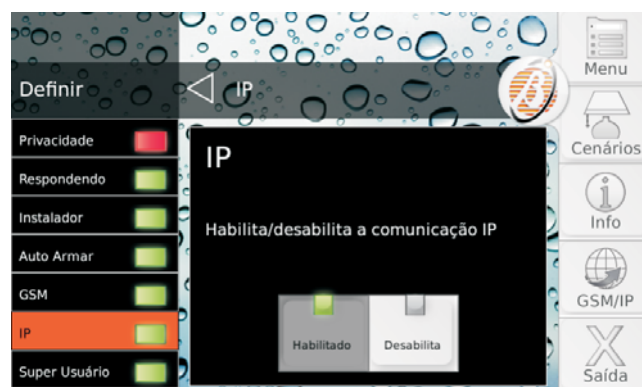 Definir
IP
Privacidade
Respondendo
Instalador
Auto Armar
GSM
IP
Super Usuário
IP
Habilita/desabilita a comunicação IP
Habilitado
Desabilita
Menu
Cenários
Info
GSM/IP
Saída